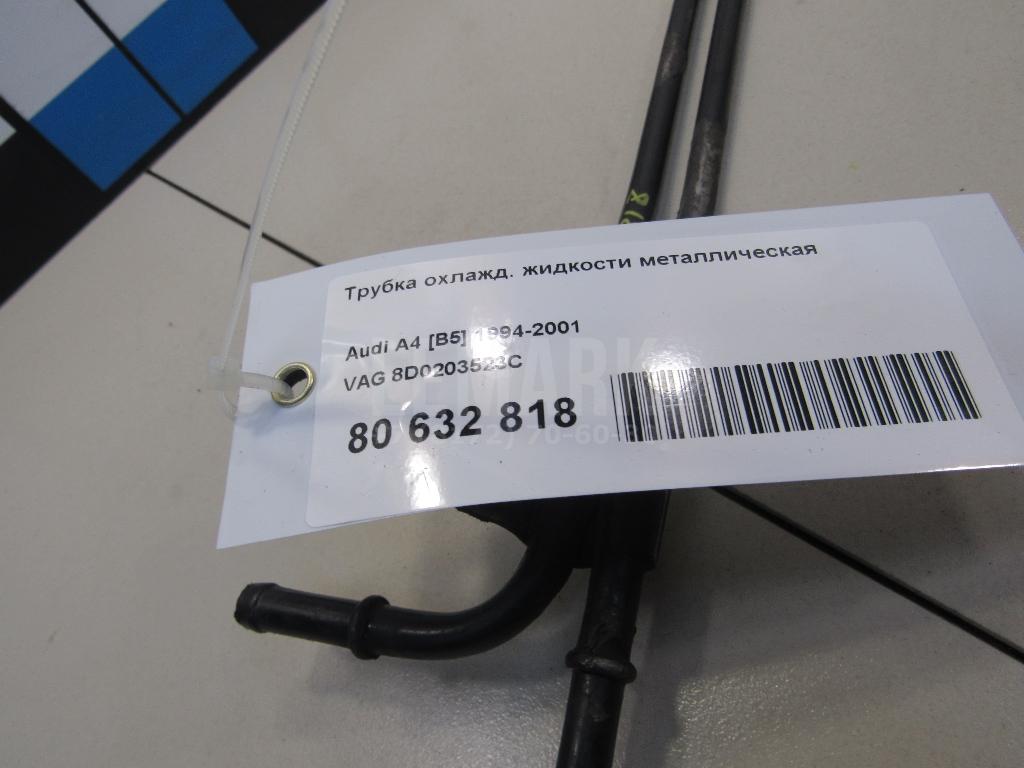 Трубка охлажд. жидкости металлическая
Audi A4 [B5] 1994-2001
VAG 8D0203523C
80 632 818